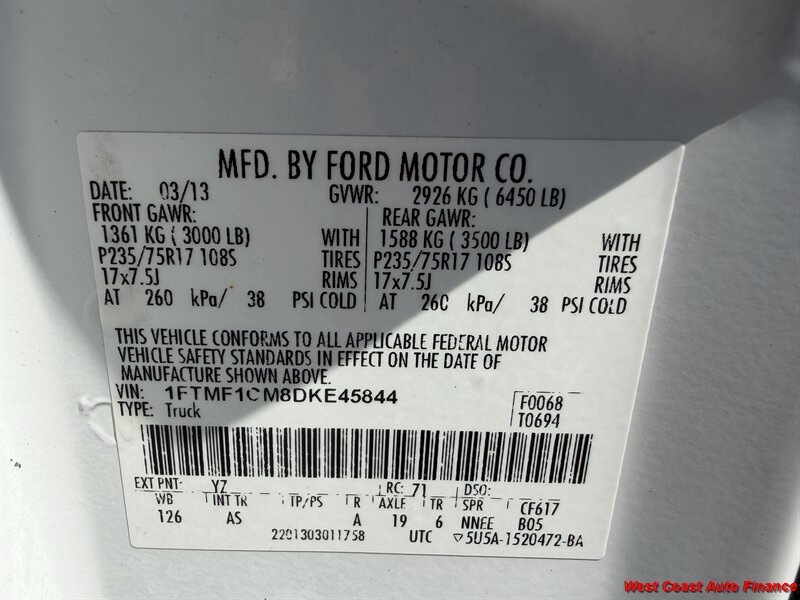 MFD. BY FORD MOTOR CO.
DATE: 03/13 GVWR: 2926 KG ( 6450 LB)
FRONT GAWR: REAR GAWR:
1361 KG ( 3000 LB) WITH 1588 KG ( 3500 LB) WITH
P235/75R17 108S TIRES P235/75R17 108S TIRES
17x7.5J RIMS 17x7.5J RIMS
AT 260 kPa/ 38 PSI COLD AT 260 kPa/ 38 PSI COLD
THIS VEHICLE CONFORMS TO ALL APPLICABLE FEDERAL MOTOR
VEHICLE SAFETY STANDARDS IN EFFECT ON THE DATE OF
MANUFACTURE SHOWN ABOVE.
VIN: 1FTMF1CM8DKE45844
TYPE: Truck
F0068
T0694
EXT PNT: YZ RC: 71 DSO:
WB INT TR TP/PS R AXLE TR SPR CF617
126 AS A 19 6 NNEE B05
2201303011758 UTC ▽5U5A-1520472-BA
West Coast Auto Finance